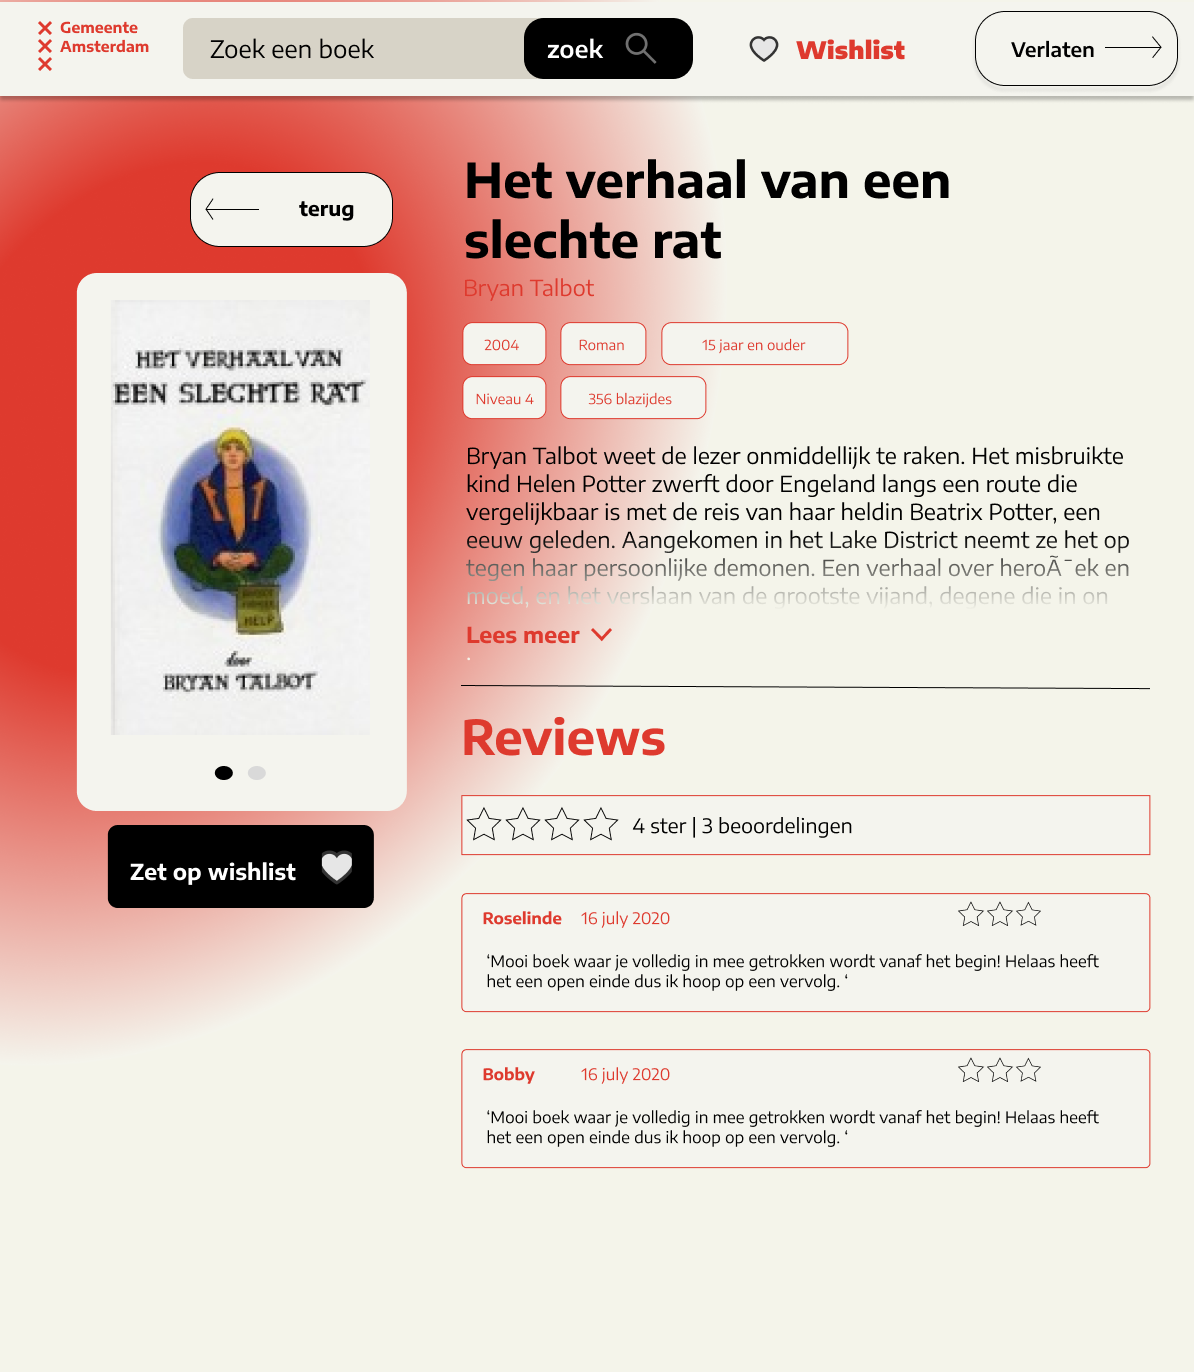 Gemeente
Amsterdam
Zoek een boek
zoek
Wishlist
Verlaten
terug
Het verhaal van een
slechte rat
Bryan Talbot
2004
Roman
15 jaar en ouder
Niveau 4
356 blazijdes
HET VERHAAL VAN
EEN SLECHTE RAT
HELP
door
BRYAN TALBOT
Bryan Talbot weet de lezer onmiddellijk te raken. Het misbruikte
kind Helen Potter zwerft door Engeland langs een route die
vergelijkbaar is met de reis van haar heldin Beatrix Potter, een
eeuw geleden. Aangekomen in het Lake District neemt ze het op
tegen haar persoonlijke demonen. Een verhaal over heroÃ¯ek en
moed, en het verslaan van de grootste vijand, degene die in on
Lees meer
.
Zet op wishlist
Reviews
4 ster | 3 beoordelingen
Roselinde 16 july 2020
‘Mooi boek waar je volledig in mee getrokken wordt vanaf het begin! Helaas heeft
het een open einde dus ik hoop op een vervolg. ‘
Bobby 16 july 2020
‘Mooi boek waar je volledig in mee getrokken wordt vanaf het begin! Helaas heeft
het een open einde dus ik hoop op een vervolg. ‘